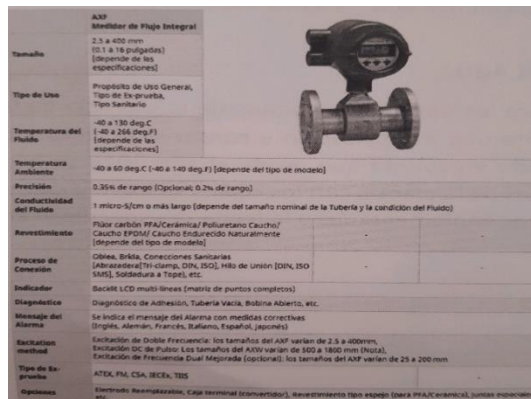 AXF
Medidor de Flujo Integral
Tamaño
2.5 a 400 mm
(0.1 a 16 pulgadas)
[depende de las
especificaciones]
Tipo de Uso
Propósito de Uso General,
Tipo de Ex-prueba,
Tipo Sanitario
Temperatura del
Fluido
-40 a 130 deg.C
(-40 a 266 deg.F)
[depende de las
especificaciones]
Temperatura
Ambiente
-40 a 60 deg.C (-40 a 140 deg.F) [depende del tipo de modelo]
Precisión
0.35% de rango (Opcional; 0.2% de rango)
Conductividad
del Fluido
1 micro-S/cm o más largo [depende del tamaño nominal de la Tubería y la condición del Fluido)
Revestimiento
Flúor carbón PFA/Cerámica/ Poliuretano Caucho/
Caucho EPDM/ Caucho Endurecido Naturalmente
[depende del tipo de modelo]
-
-
Proceso de
Conexión
Oblea, Brida, Conecciones Sanitarias
[Abrazadera[Tri-clamp, DIN, ISO], Hilo de Unión [DIN, ISO
SMS], Soldadura a Tope), etc.
-
-
Indicador
Backlit LCD multi-líneas (matriz de puntos completos)
Diagnóstico
Diagnóstico de Adhesión, Tubería Vacía, Bobina Abierto, etc.
Mensaje del
Alarma
Se indica el mensaje del Alarma con medidas correctivas
(Inglés, Alemán, Francés, Italiano, Español, Japonés)
Excitation
method
Excitación de Doble Frecuencia: los tamaños del AXF varían de 2.5 a 400mm,
Excitación DC de Pulso: Los tamaños del AXW varían de 500 a 1800 mm (Nota),
Excitación de Frecuencia Dual Mejorada (opcional): los tamaños del AXF varían de 25 a 200 mm
Tipo de Ex-
prueba
ATEX, FM, CSA, IECEx, TIIS
Opciones
Electrodo Reemplazable, Caja terminal (convertidor), Revestimiento tipo espejo (para PFA/Cerámica), Juntas
etc.